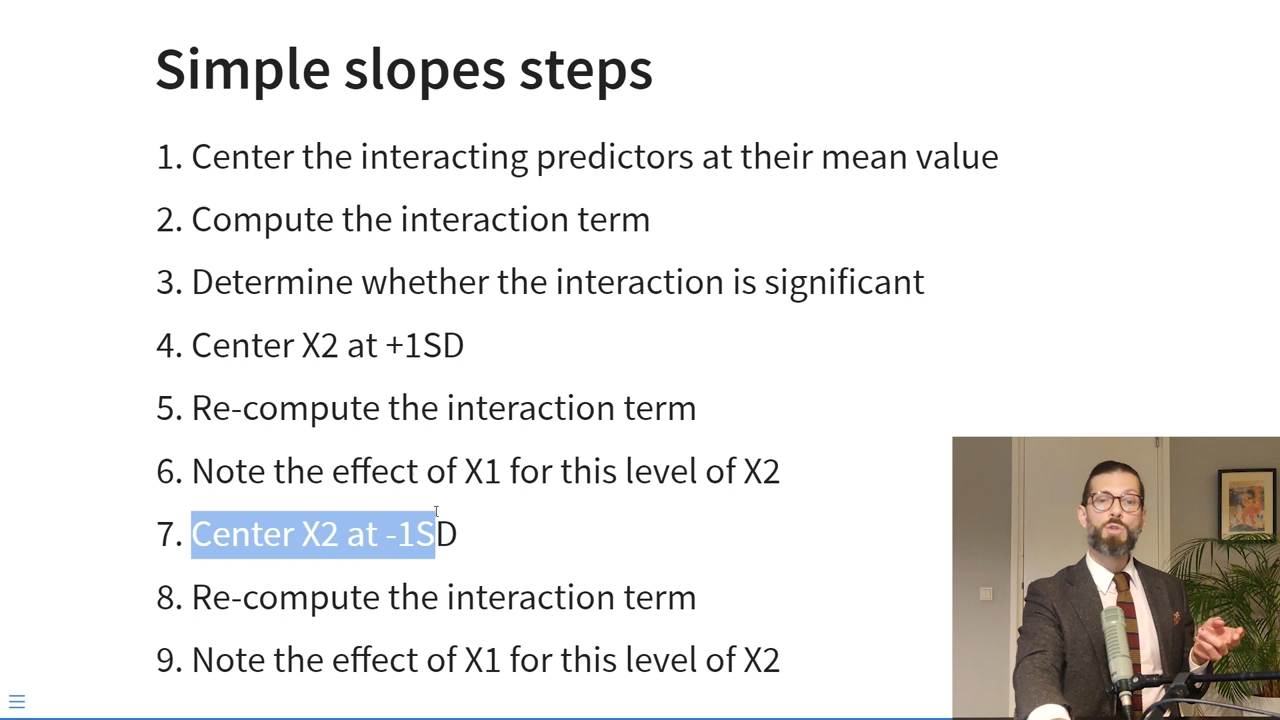 Simple slopes steps
1. Center the interacting predictors at their mean value
2. Compute the interaction term
3. Determine whether the interaction is significant
4. Center X2 at +1SD
5. Re-compute the interaction term
6. Note the effect of X1 for this level of X2
7. Center X2 at -1SD
8. Re-compute the interaction term
9. Note the effect of X1 for this level of X2